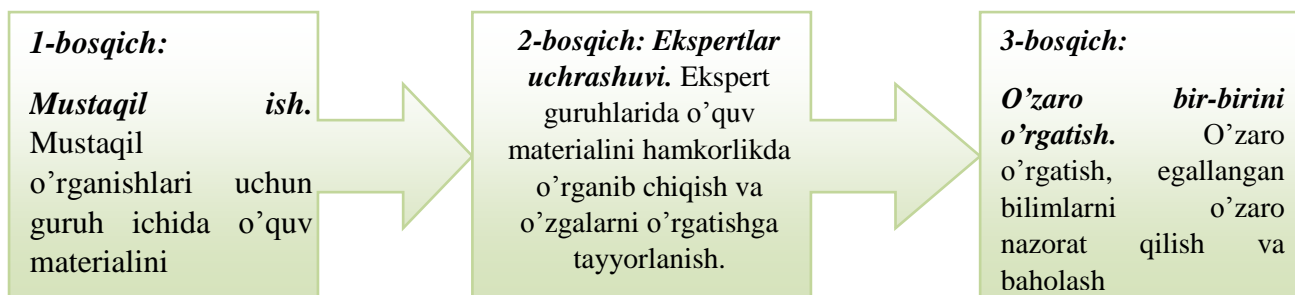 1-bosqich:
Mustaqil ish.
Mustaqil
o’rganishlari uchun
guruh ichida o’quv
materialini
2-bosqich: Ekspertlar
uchrashuvi. Ekspert
guruhlarida o’quv
materialini hamkorlikda
o’rganib chiqish va
o’zgalarni o’rgatishga
tayyorlanish.
3-bosqich:
O’zaro bir-birini
o’rgatish. O’zaro
o’rgatish, egallangan
bilimlarni o’zaro
nazorat qilish va
baholash